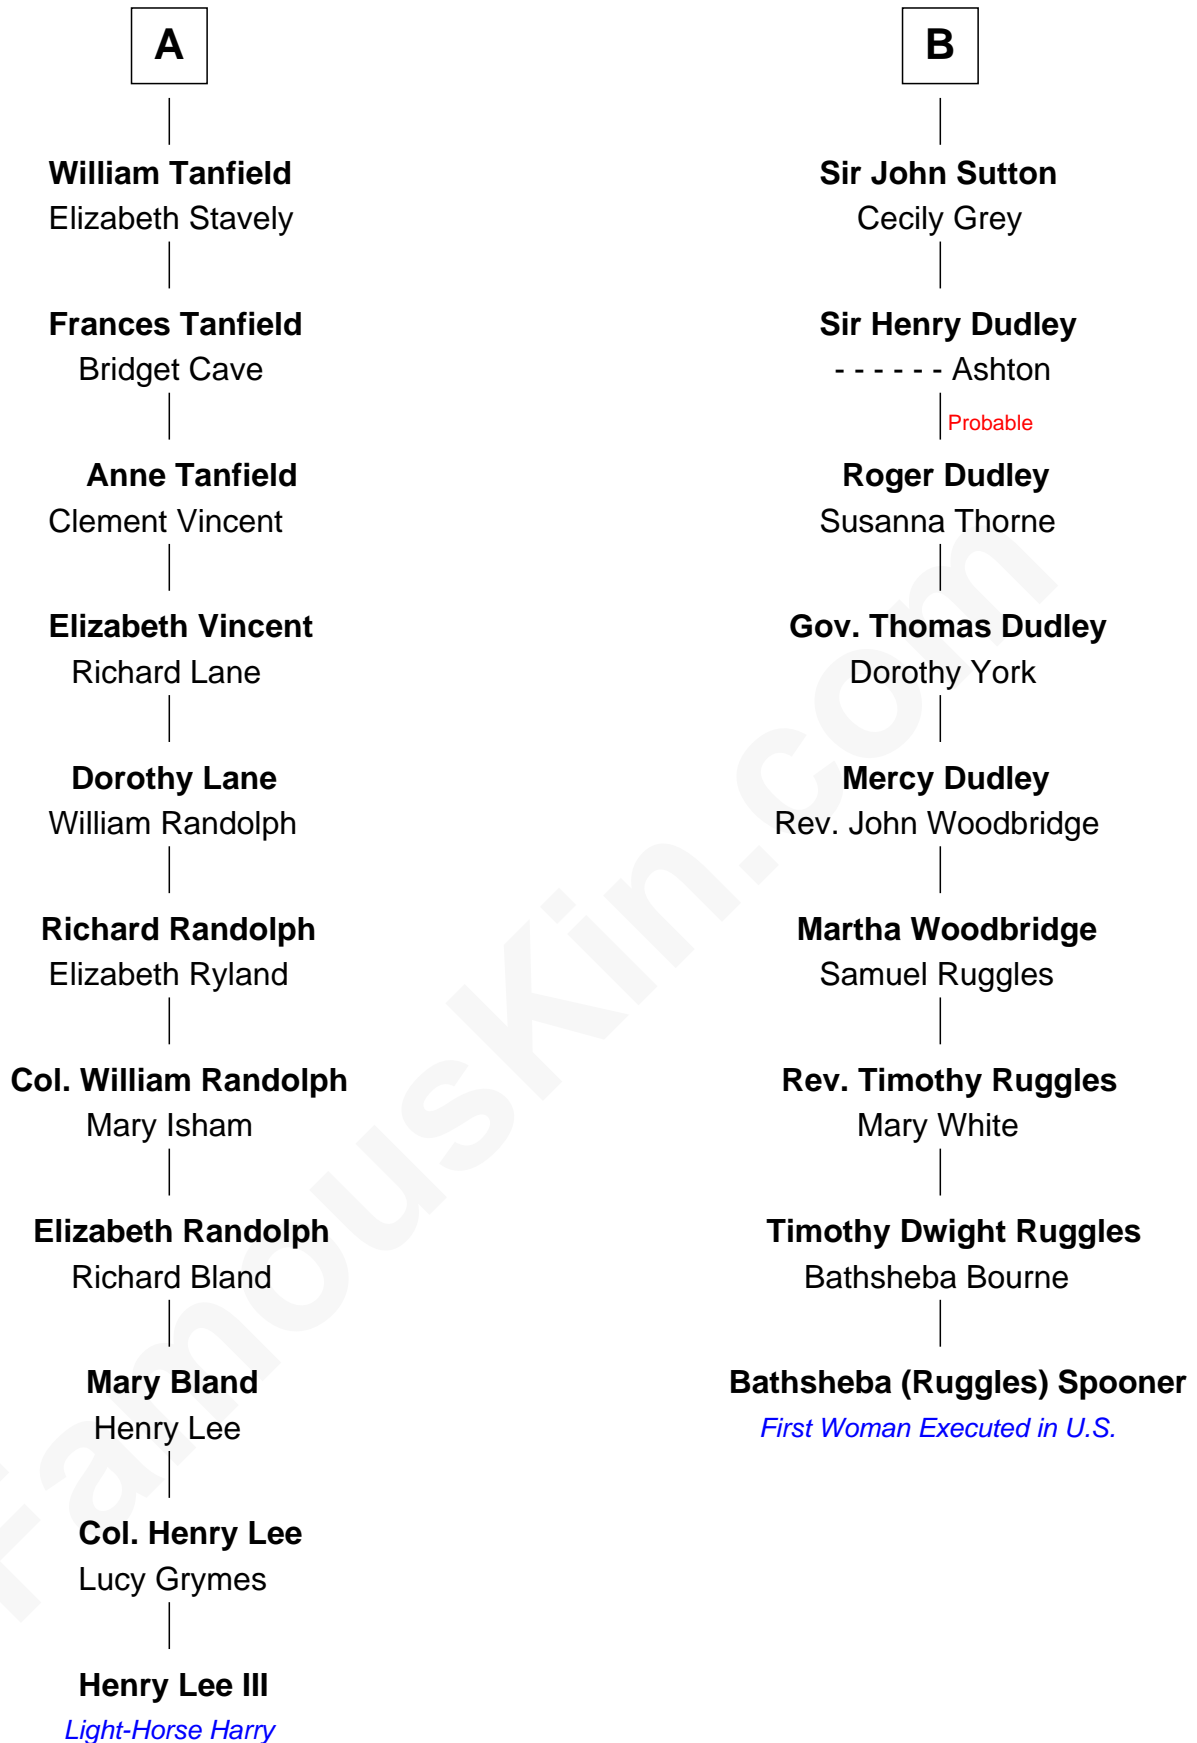 A
William Tanfield
Elizabeth Stavely
Frances Tanfield
Bridget Cave
Anne Tanfield
Clement Vincent
Elizabeth Vincent
Richard Lane
Dorothy Lane
William Randolph
Richard Randolph
Elizabeth Ryland
Col. William Randolph
Mary Isham
Elizabeth Randolph
Richard Bland
Mary Bland
Henry Lee
Col. Henry Lee
Lucy Grymes
Henry Lee III
Light-Horse Harry
B
Sir John Sutton
Cecily Grey
Sir Henry Dudley
- - - - - - Ashton
Probable
Roger Dudley
Susanna Thorne
Gov. Thomas Dudley
Dorothy York
Mercy Dudley
Rev. John Woodbridge
Martha Woodbridge
Samuel Ruggles
Rev. Timothy Ruggles
Mary White
Timothy Dwight Ruggles
Bathsheba Bourne
Bathsheba (Ruggles) Spooner
First Woman Executed in U.S.
FamousKin.com